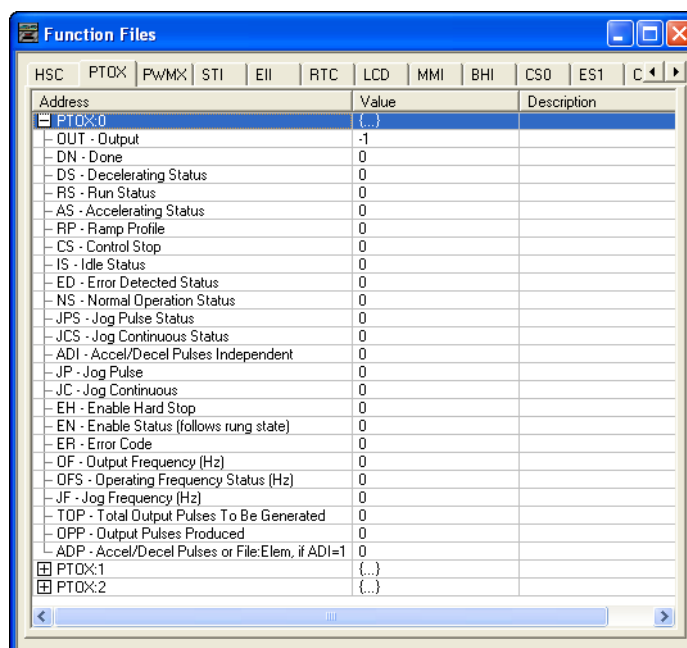 Function Files
HSC PTOX PWMX STI EII RTC LCD MMI BHI CS0 ES1 C
Address Value Description
PTOX:0 {...}
OUT - Output -1
DN - Done 0
DS - Decelerating Status 0
RS - Run Status 0
AS - Accelerating Status 0
RP - Ramp Profile 0
CS - Control Stop 0
IS - Idle Status 0
ED - Error Detected Status 0
NS - Normal Operation Status 0
JPS - Jog Pulse Status 0
JCS - Jog Continuous Status 0
ADI - Accel/Decel Pulses Independent 0
JP - Jog Pulse 0
JC - Jog Continuous 0
EH - Enable Hard Stop 0
EN - Enable Status (follows rung state) 0
ER - Error Code 0
OF - Output Frequency (Hz) 0
OFS - Operating Frequency Status (Hz) 0
JF - Jog Frequency (Hz) 0
TOP - Total Output Pulses To Be Generated 0
OPP - Output Pulses Produced 0
ADP - Accel/Decel Pulses or File:Elem, if ADI=1 0
PTOX:1 {...}
PTOX:2 {...}